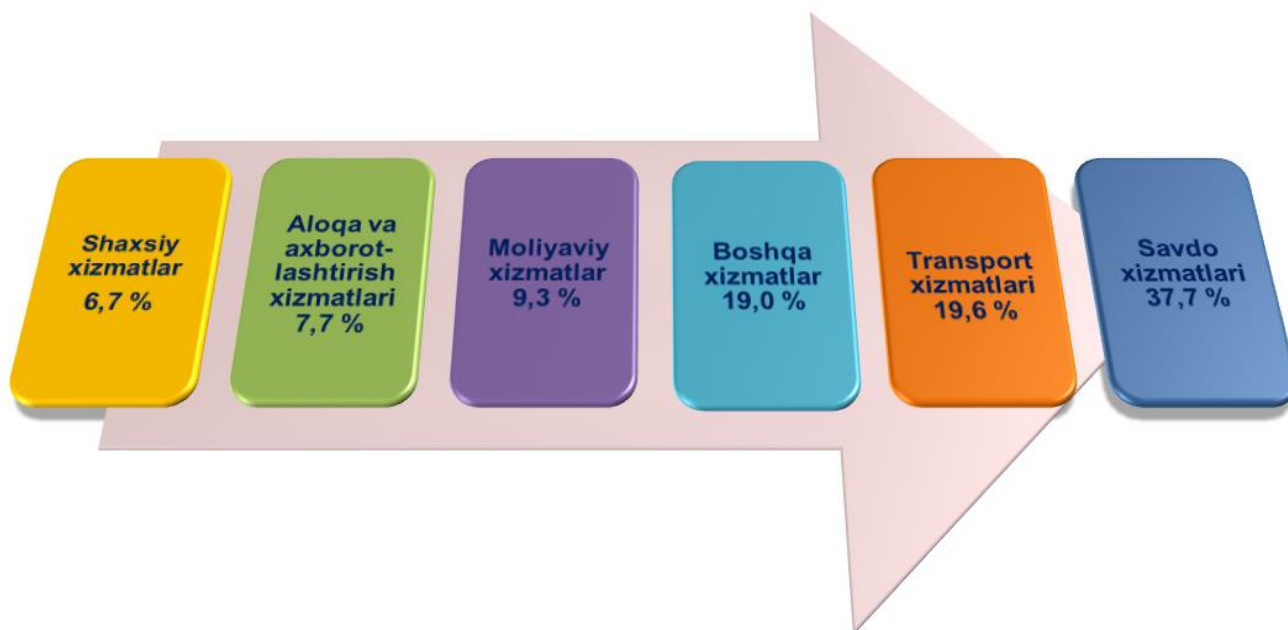 Shaxsiy
xizmatlar
6,7 %
Aloqa va
axborot-
lashtirish
xizmatlari
7,7 %
Moliyaviy
xizmatlar
9,3 %
Boshqa
xizmatlar
19,0 %
Transport
xizmatlari
19,6 %
Savdo
xizmatlari
37,7 %